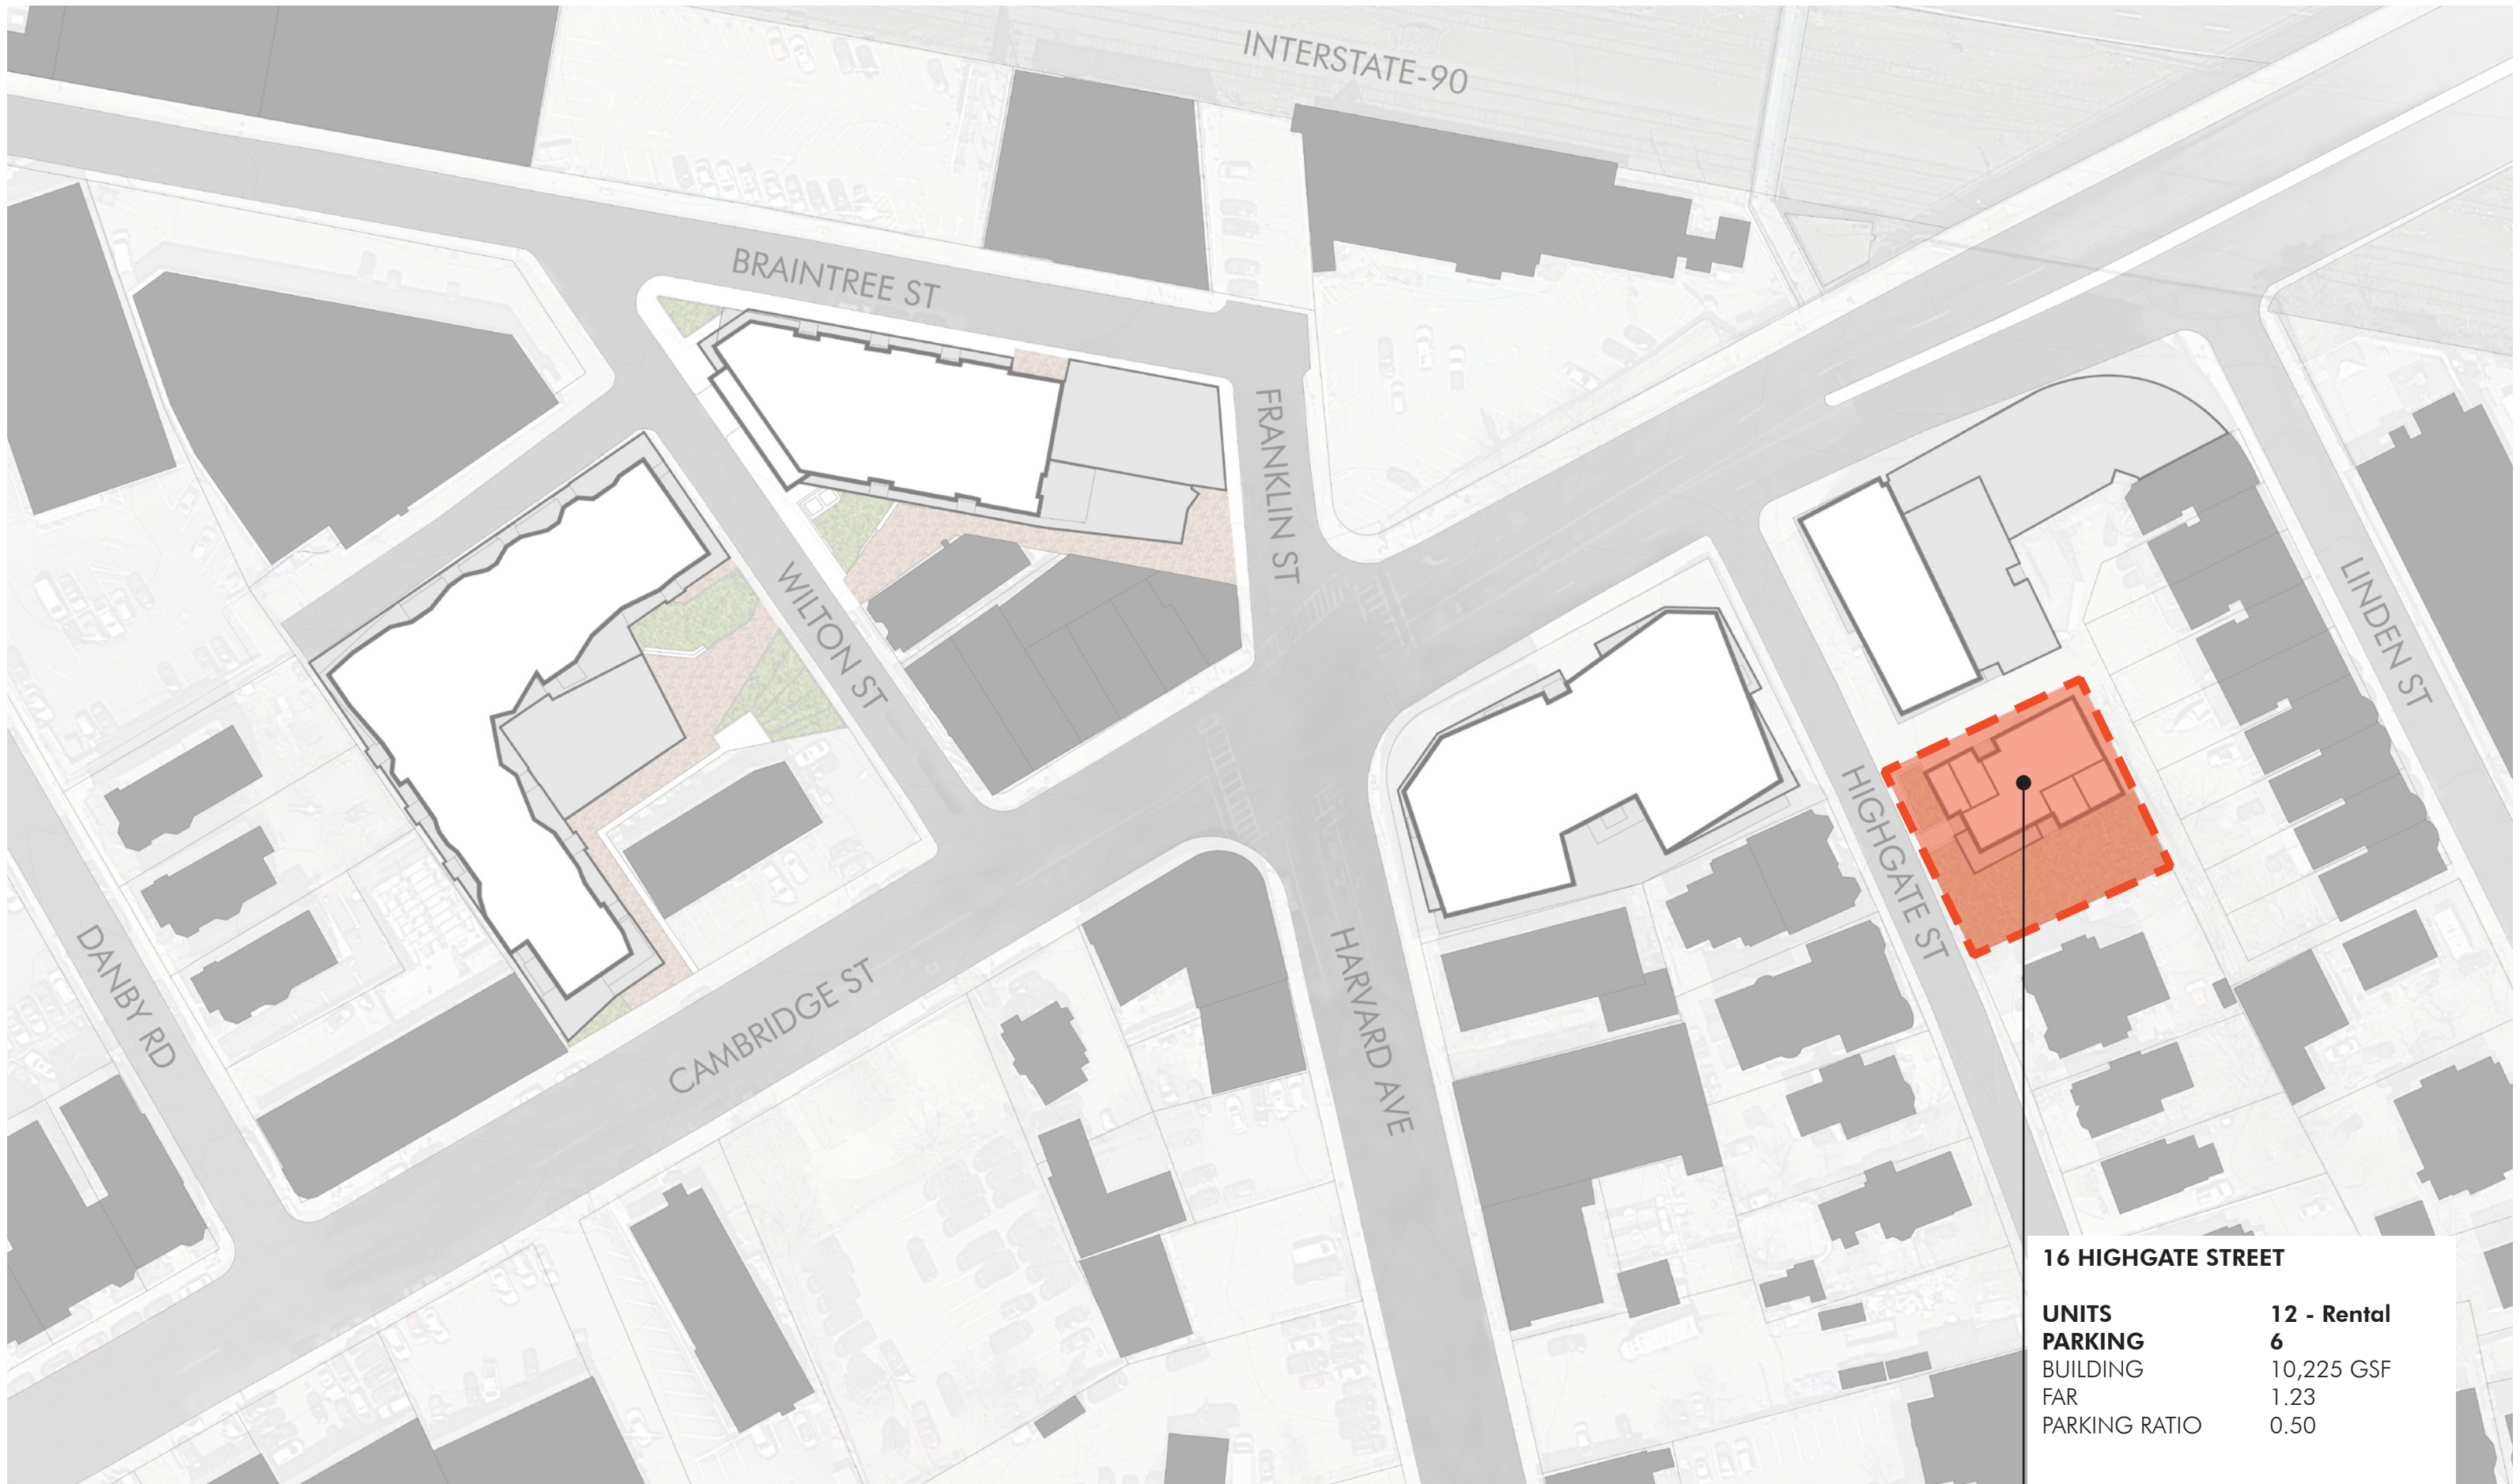 INTERSTATE-90
BRAINTREE ST
FRANKLIN ST
WILTON ST
LINDEN ST
HIGHGATE ST
DANBY RD
CAMBRIDGE ST
HARVARD AVE
16 HIGHGATE STREET
UNITS 12 - Rental
PARKING 6
BUILDING 10,225 GSF
FAR 1.23
PARKING RATIO 0.50